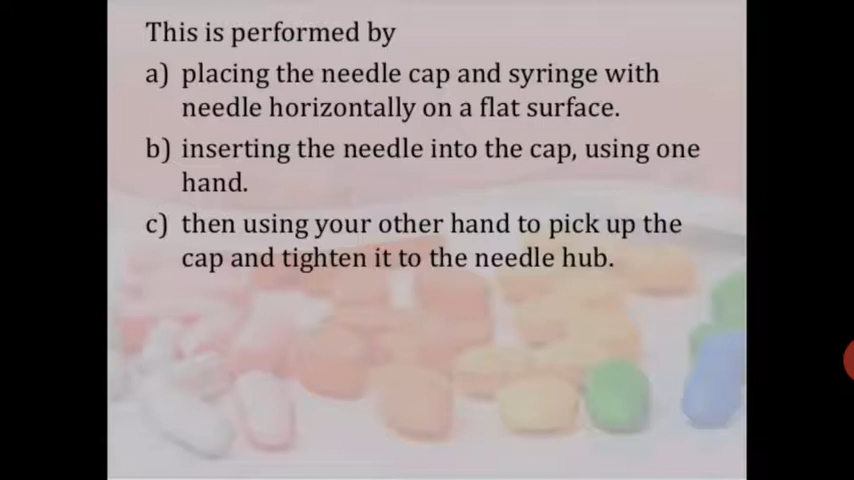 This is performed by
a) placing the needle cap and syringe with
needle horizontally on a flat surface.
b) inserting the needle into the cap, using one
hand.
c) then using your other hand to pick up the
cap and tighten it to the needle hub.